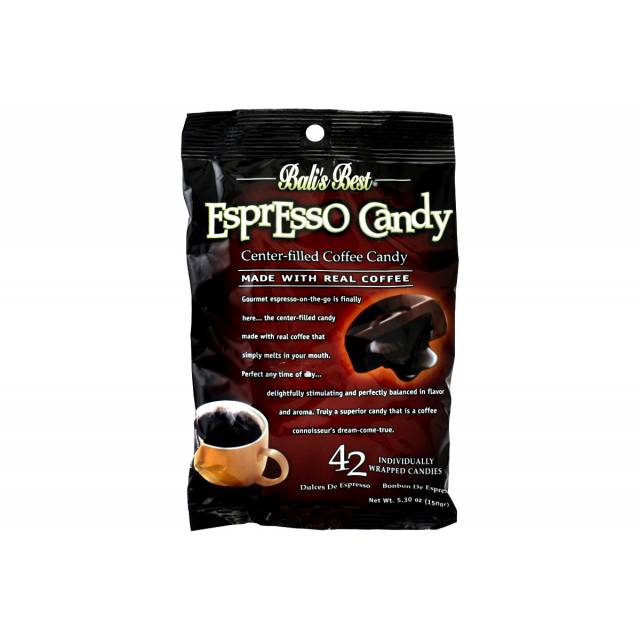 Bali's Best®
EsprEsso Candy
Center-filled Coffee Candy
MADE WITH REAL COFFEE
Gourmet espresso-on-the-go is finally
here... the center-filled candy
made with real coffee that
simply melts in your mouth.
Perfect any time of day...
delightfully stimulating and perfectly balanced in flavor
and aroma. Truly a superior candy that is a coffee
connoisseur's dream-come-true.
42 INDIVIDUALLY
WRAPPED CANDIES
Dulces De Espresso Bonbon De Espres
Net Wt. 5.30 oz (150gr)